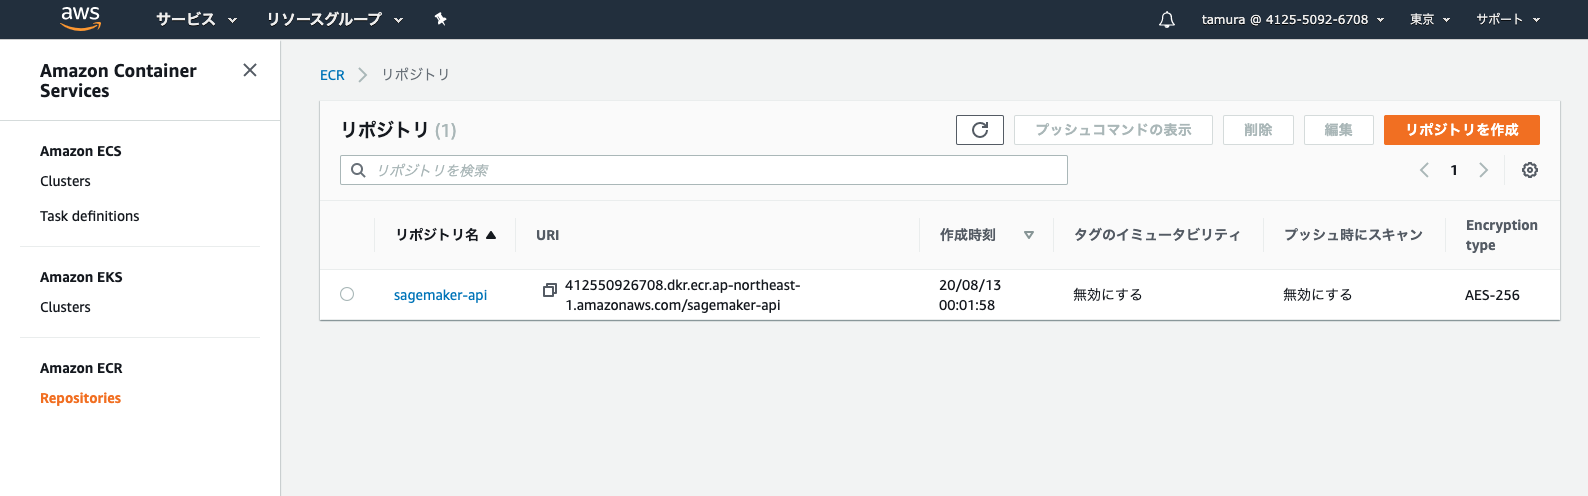 aws サービス リソースグループ tamura @ 4125-5092-6708 東京 サポート
Amazon Container
Services
Amazon ECS
Clusters
Task definitions
Amazon EKS
Clusters
Amazon ECR
Repositories
ECR リポジトリ
リポジトリ (1)
プッシュコマンドの表示 削除 編集 リポジトリを作成
リポジトリを検索
1
リポジトリ名 URI 作成時刻 タグのイミュータビリティ プッシュ時にスキャン Encryption
type
sagemaker-api 412550926708.dkr.ecr.ap-northeast-
1.amazonaws.com/sagemaker-api 20/08/13
00:01:58 無効にする 無効にする AES-256